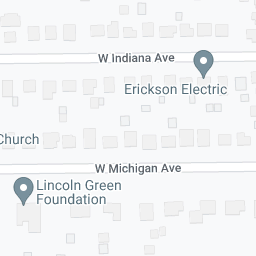 W Indiana Ave
Erickson Electric
Church
W Michigan Ave
Lincoln Green
Foundation